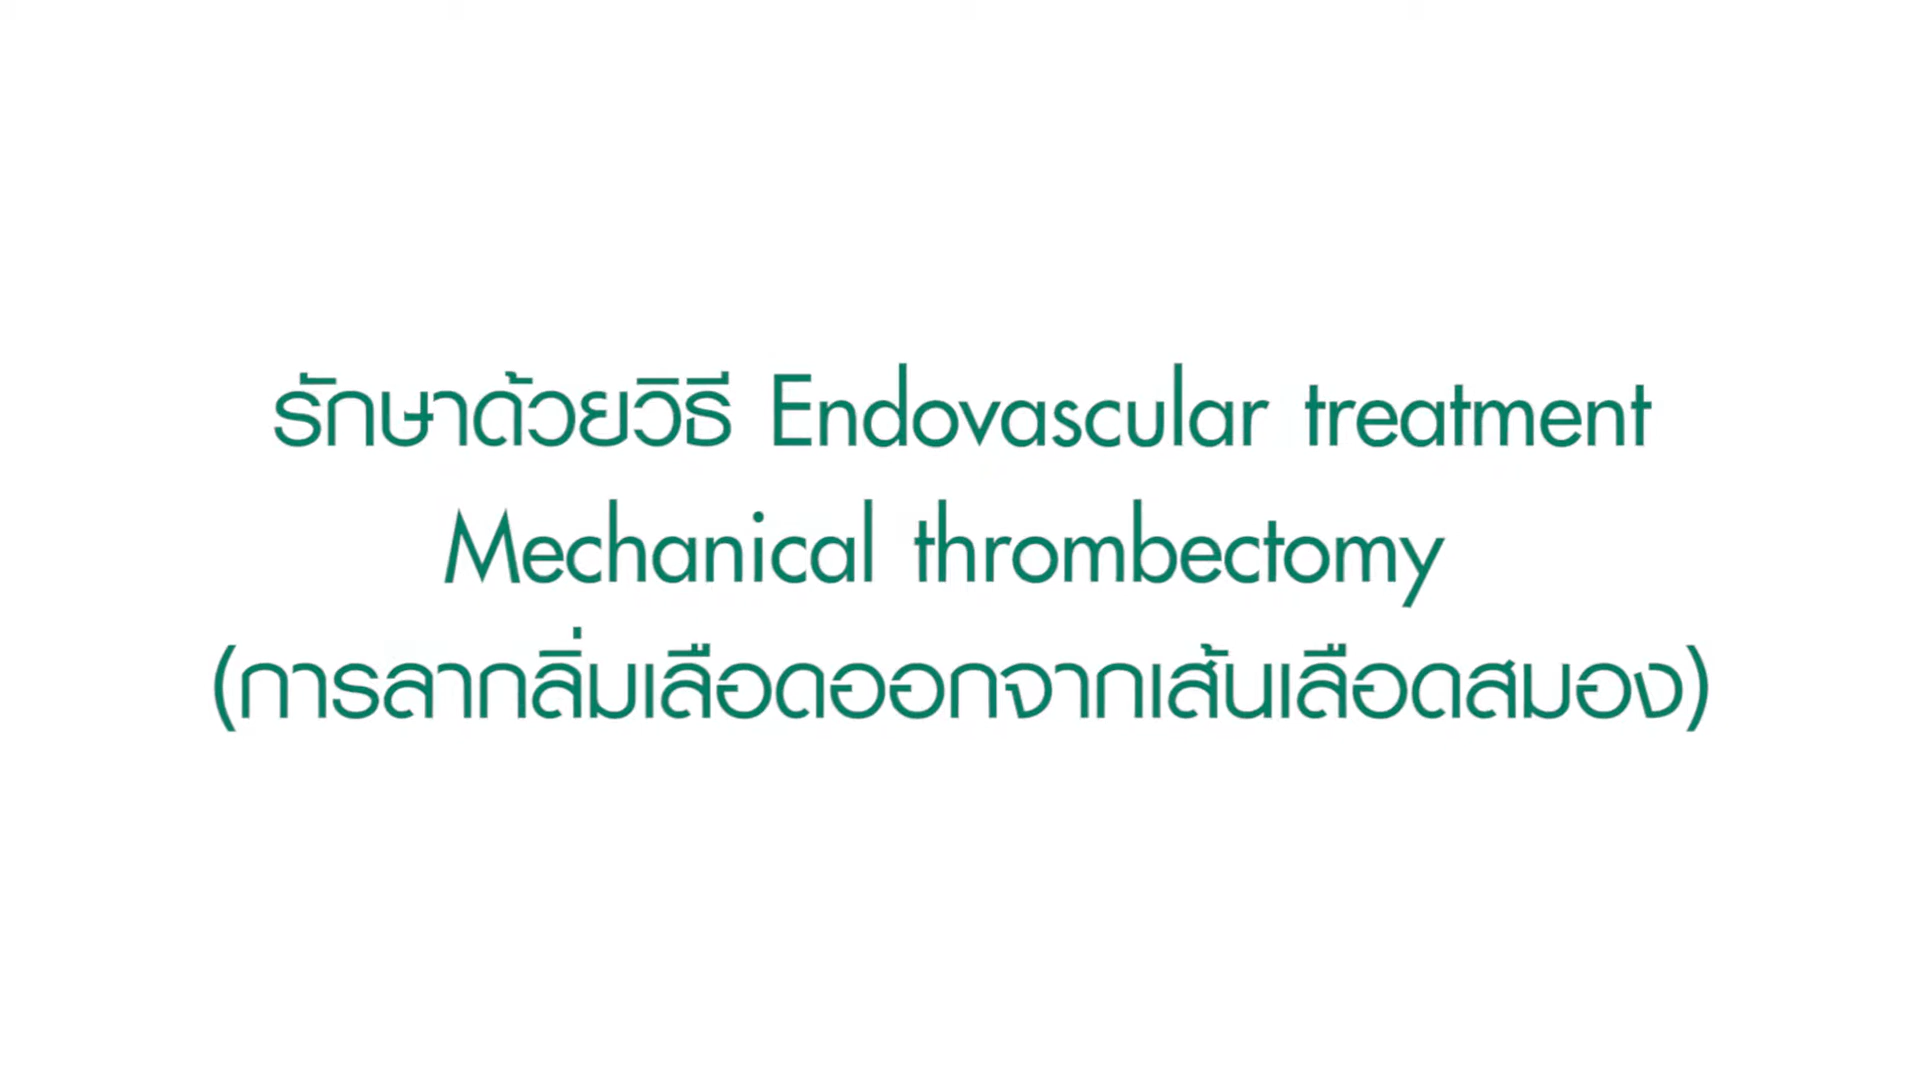 รักษาด้วยวิธี Endovascular treatment
Mechanical thrombectomy
(การลากลิ่มเลือดออกจากเส้นเลือดสมอง)